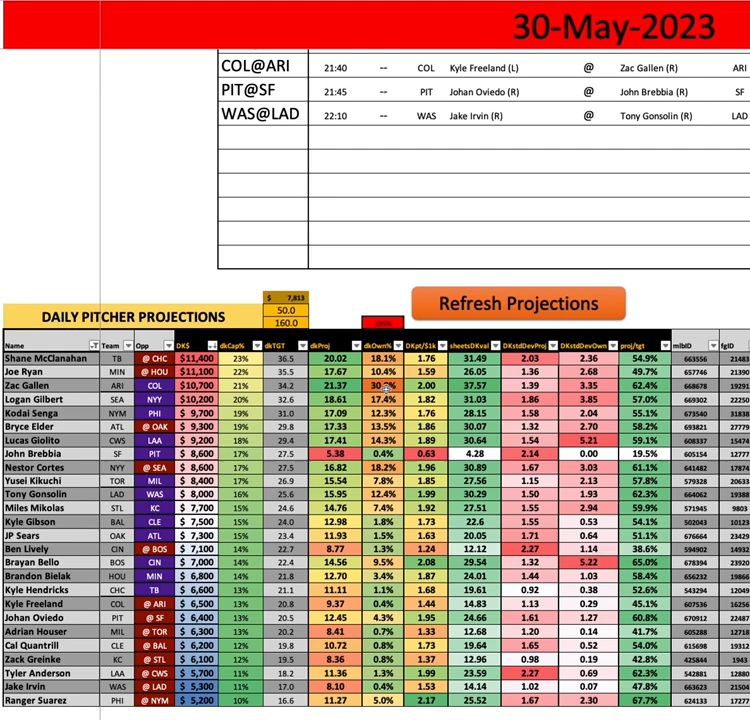 30-May-2023
COL@ARI 21:40 -- COL Kyle Freeland (L) @ Zac Gallen (R) ARI
PIT@SF 21:45 -- PIT Johan Oviedo (R) @ John Brebbia (R) SF
WAS@LAD 22:10 -- WAS Jake Irvin (R) @ Tony Gonsolin (R) LAD
$ 7,813
Refresh Projections
50.0
DAILY PITCHER PROJECTIONS
160.0
Name Team Opp DK$ dkCap% dkTGT dkProj dkOwn% DKpt/$1k sheetsDKval DKstdDevProj DKstdDevOwn proj/tgt mlbID fgID
Shane McClanahan TB @ CHC $11,400 23% 36.5 20.02 18.1% 1.76 31.49 2.03 2.36 54.9% 663556 21483
Joe Ryan MIN @ HOU $11,100 22% 35.5 17.67 10.4% 1.59 26.05 1.36 2.68 49.7% 657746 21390
Zac Gallen ARI COL $10,700 21% 34.2 21.37 2.00 37.57 1.39 3.35 62.4% 668678 19291
Logan Gilbert SEA NYY $10,200 20% 32.6 18.61 17.4% 1.82 31.03 1.86 3.85 57.0% 669302 22250
Kodai Senga NYM PHI $ 9,700 19% 31.0 17.09 12.3% 1.76 28.15 1.58 2.04 55.1% 673540 31838
Bryce Elder ATL @ OAK $ 9,300 19% 29.8 17.33 13.5% 1.86 30.07 1.32 2.70 58.2% 693821 27779
Lucas Giolito CWS LAA $ 9,200 18% 29.4 17.41 14.3% 1.89 30.64 1.54 5.21 59.1% 608337 15474
John Brebbia SF PIT $ 8,600 17% 27.5 5.38 0.4% 0.63 4.28 2.14 0.00 19.5% 605154 12777
Nestor Cortes NYY @ SEA $ 8,600 17% 27.5 16.82 18.2% 1.96 30.89 1.67 3.03 61.1% 641482 17874
Yusei Kikuchi TOR MIL $ 8,400 17% 26.9 15.54 7.8% 1.85 27.56 1.15 2.13 57.8% 579328 20633
Tony Gonsolin LAD WAS $ 8,000 16% 25.6 15.95 12.4% 1.99 30.29 1.50 1.93 62.3% 664062 19388
Miles Mikolas STL KC $ 7,700 15% 24.6 14.76 7.4% 1.92 27.51 1.55 2.94 59.9% 571945 9803
Kyle Gibson BAL CLE $ 7,500 15% 24.0 12.98 1.8% 1.73 22.6 1.55 0.53 54.1% 502043 10123
JP Sears OAK ATL $ 7,300 15% 23.4 11.93 1.5% 1.63 20.05 1.71 0.64 51.1% 676664 23429
Ben Lively CIN @ BOS $ 7,100 14% 22.7 8.77 1.3% 1.24 12.12 2.27 1.14 38.6% 594902 14932
Brayan Bello BOS CIN $ 7,000 14% 22.4 14.56 9.5% 2.08 29.54 1.32 5.22 65.0% 678394 23920
Brandon Bielak HOU MIN $ 6,800 14% 21.8 12.70 3.4% 1.87 24.01 1.44 1.03 58.4% 656232 19866
Kyle Hendricks CHC TB $ 6,600 13% 21.1 11.11 1.1% 1.68 19.61 0.92 0.38 52.6% 543294 12049
Kyle Freeland COL @ ARI $ 6,500 13% 20.8 9.37 0.4% 1.44 14.83 1.13 0.29 45.1% 607536 16256
Johan Oviedo PIT @ SF $ 6,400 13% 20.5 12.45 4.3% 1.95 24.66 1.61 1.27 60.8% 670912 22487
Adrian Houser MIL @ TOR $ 6,300 13% 20.2 8.41 0.7% 1.33 12.68 1.20 0.14 41.7% 605288 12718
Cal Quantrill CLE @ BAL $ 6,200 12% 19.8 10.72 0.8% 1.73 19.64 1.65 0.52 54.0% 615698 19312
Zack Greinke KC @ STL $ 6,100 12% 19.5 8.36 0.8% 1.37 12.96 0.98 0.19 42.8% 425844 1943
Tyler Anderson LAA @ CWS $ 5,700 11% 18.2 11.36 1.3% 1.99 23.59 2.27 0.69 62.3% 542881 12880
Jake Irvin WAS @ LAD $ 5,300 11% 17.0 8.10 0.4% 1.53 14.14 1.02 0.07 47.8% 663623 21504
Ranger Suarez PHI @ NYM $ 5,200 10% 16.6 11.27 5.0% 2.17 25.52 1.67 2.30 67.7% 624133 17277